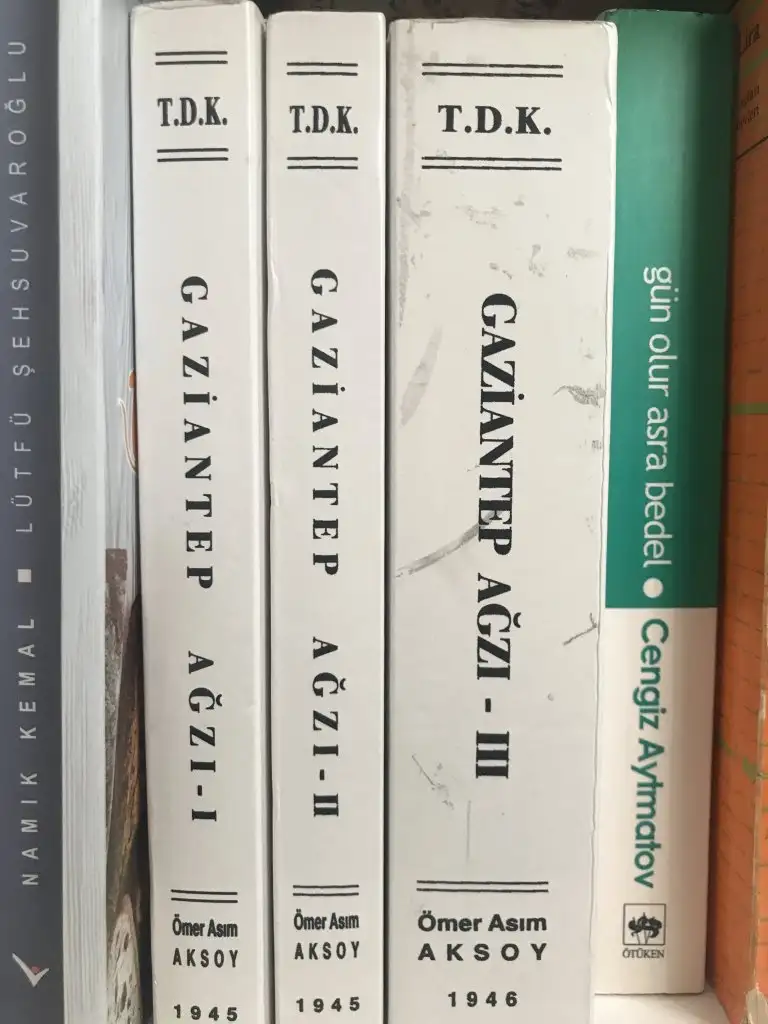 NAMIK KEMAL ■ LÜTFÜ ŞEHSUVAROĞLU
T.D.K.
GAZİANTEP AĞZI - I
Ömer Asım
AKSOY
1945
T.D.K.
GAZİANTEP AĞZI - II
Ömer Asım
AKSOY
1945
T.D.K.
GAZİANTEP AĞZI - III
Ömer Asım
AKSOY
1946
gün olur asra bedel ● Cengiz Aytmatov
ÖTÜKEN